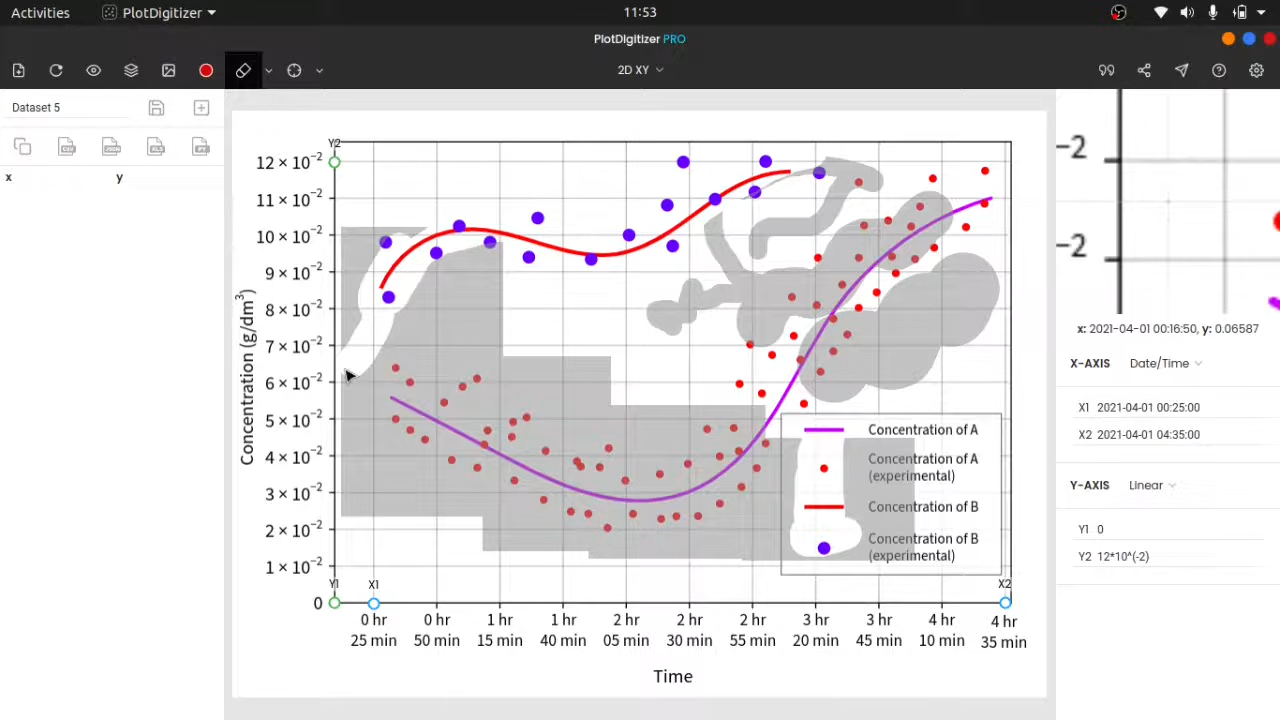 Activities PlotDigitizer 11:53
PlotDigitizer PRO
2D XY
Dataset 5
x y
Y2
12 × 10⁻²
11 × 10⁻²
10 × 10⁻²
9 × 10⁻²
8 × 10⁻²
7 × 10⁻²
6 × 10⁻²
5 × 10⁻²
4 × 10⁻²
3 × 10⁻²
2 × 10⁻²
1 × 10⁻²
0
Concentration (g/dm³)
Concentration of A
Concentration of A
(experimental)
Concentration of B
Concentration of B
(experimental)
Y1 X1 X2
0 hr 0 hr 1 hr 1 hr 2 hr 2 hr 2 hr 3 hr 3 hr 4 hr 4 hr
25 min 50 min 15 min 40 min 05 min 30 min 55 min 20 min 45 min 10 min 35 min
Time
-2
-2
x: 2021-04-01 00:16:50, y: 0.06587
X-AXIS Date/Time
X1 2021-04-01 00:25:00
X2 2021-04-01 04:35:00
Y-AXIS Linear
Y1 0
Y2 12*10^(-2)